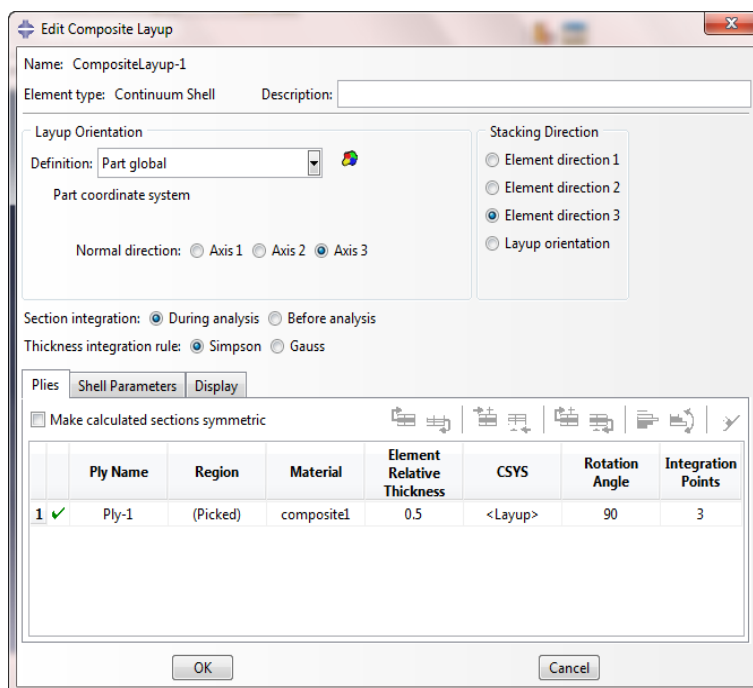 Edit Composite Layup
Name: CompositeLayup-1
Element type: Continuum Shell Description:
Layup Orientation
Definition: Part global
Part coordinate system
Normal direction: Axis 1 Axis 2 Axis 3
Stacking Direction
Element direction 1
Element direction 2
Element direction 3
Layup orientation
Section integration: During analysis Before analysis
Thickness integration rule: Simpson Gauss
Plies Shell Parameters Display
Make calculated sections symmetric
Ply Name Region Material Element Relative Thickness CSYS Rotation Angle Integration Points
1 Ply-1 (Picked) composite1 0.5 <Layup> 90 3
OK Cancel